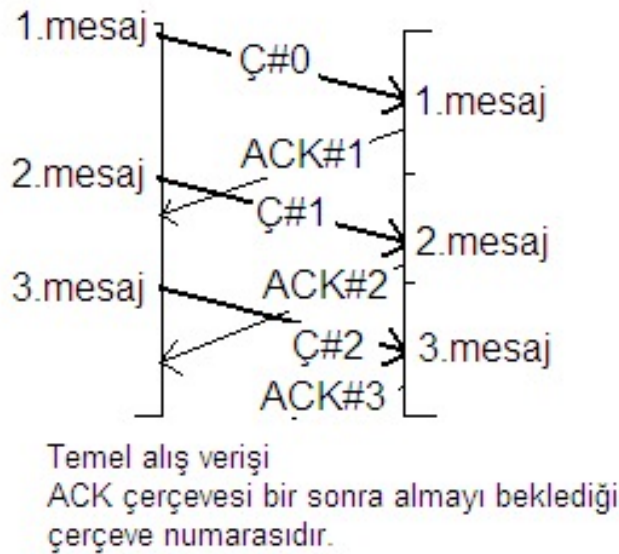 1.mesaj
Ç#0
1.mesaj
ACK#1
2.mesaj
Ç#1
2.mesaj
ACK#2
3.mesaj
Ç#2
3.mesaj
ACK#3
Temel alış verişi
ACK çerçevesi bir sonra almayı beklediği
çerçeve numarasıdır.